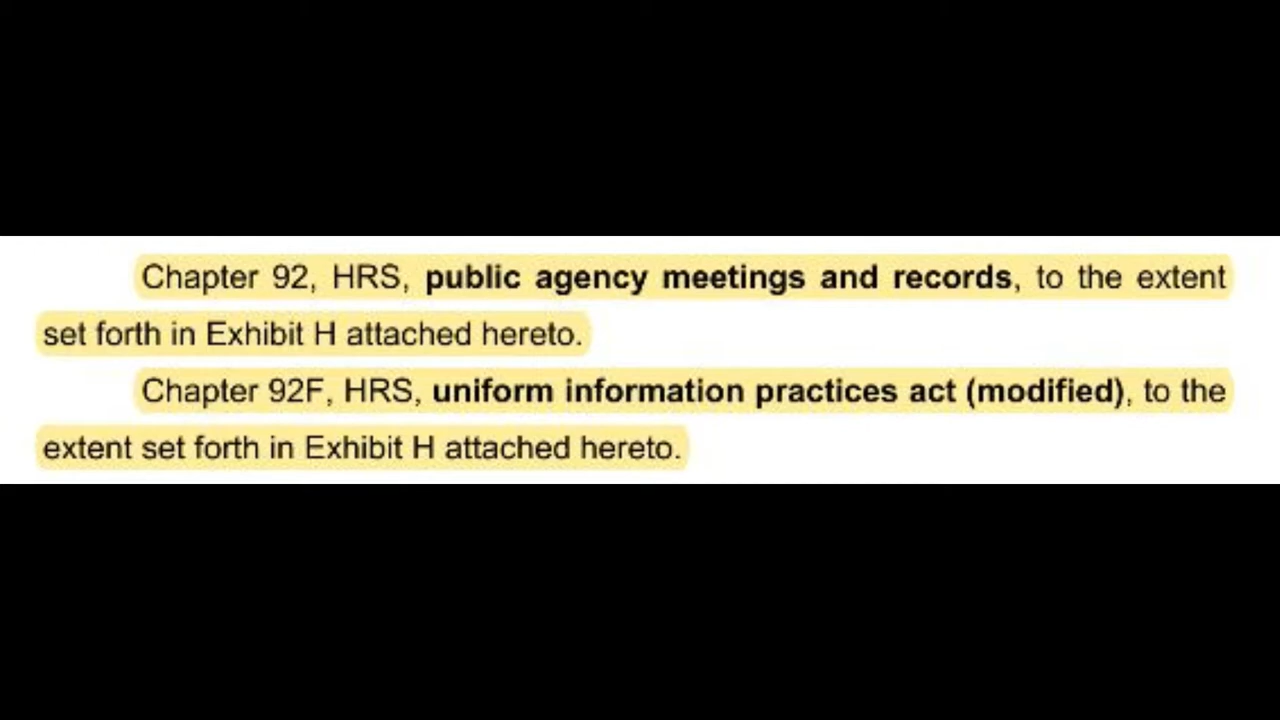 Chapter 92, HRS, public agency meetings and records, to the extent
set forth in Exhibit H attached hereto.
Chapter 92F, HRS, uniform information practices act (modified), to the
extent set forth in Exhibit H attached hereto.